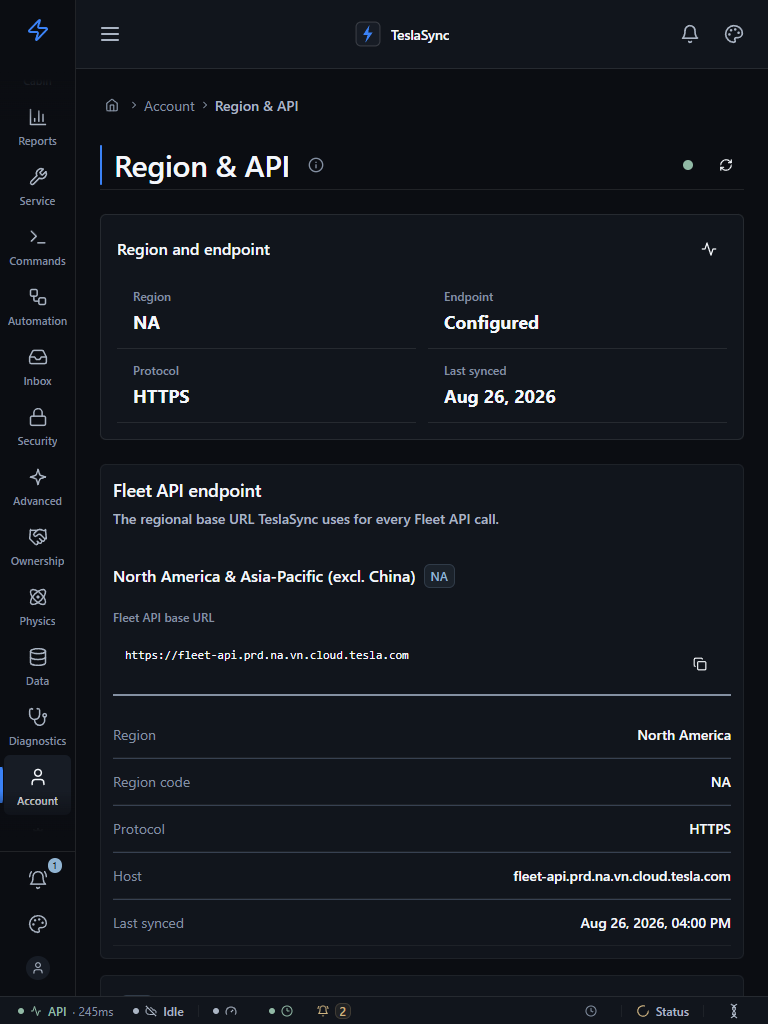 TeslaSync
Reports
Service
Commands
Automation
Inbox
Security
Advanced
Ownership
Physics
Data
Diagnostics
Account
1
Account > Region & API
Region & API
Region and endpoint
Region
NA
Endpoint
Configured
Protocol
HTTPS
Last synced
Aug 26, 2026
Fleet API endpoint
The regional base URL TeslaSync uses for every Fleet API call.
North America & Asia-Pacific (excl. China) NA
Fleet API base URL
https://fleet-api.prd.na.vn.cloud.tesla.com
Region North America
Region code NA
Protocol HTTPS
Host fleet-api.prd.na.vn.cloud.tesla.com
Last synced Aug 26, 2026, 04:00 PM
API · 245ms Idle 2 Status